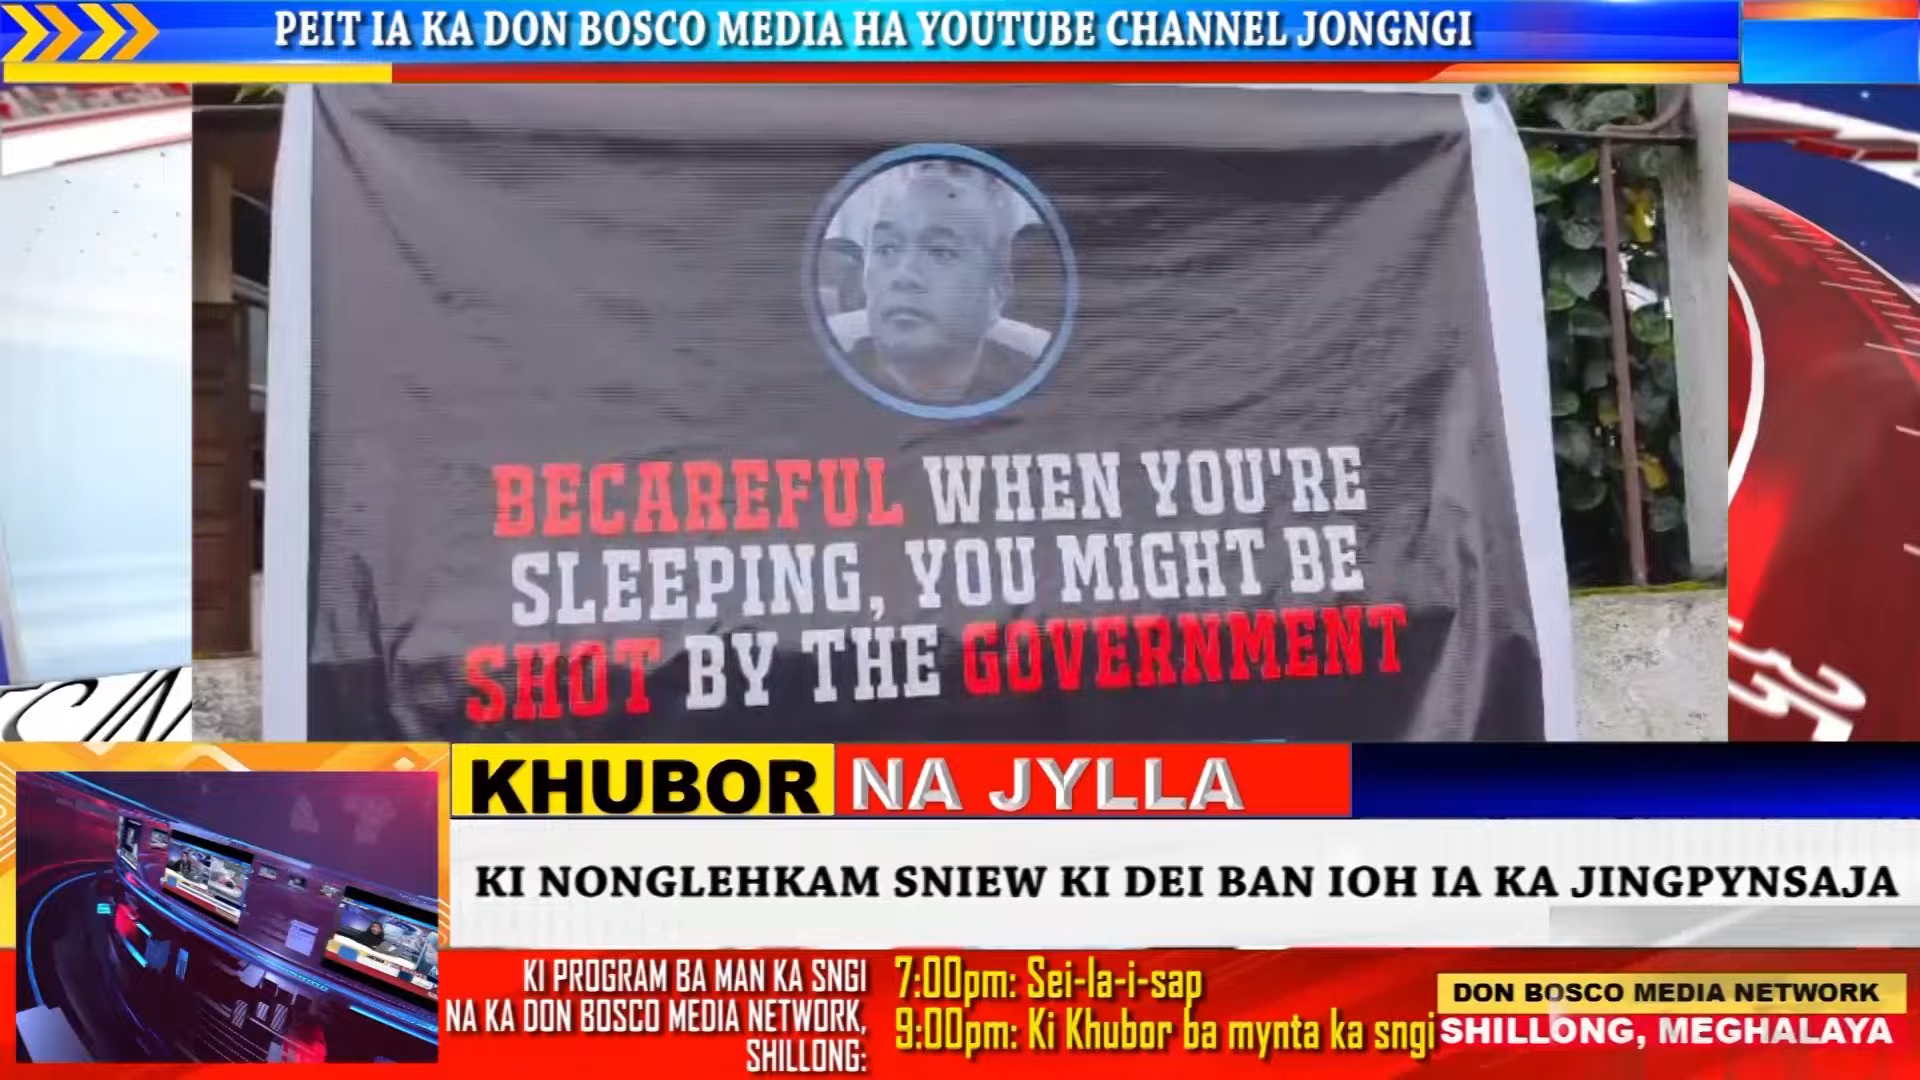 PEIT IA KA DON BOSCO MEDIA HA YOUTUBE CHANNEL JONGNGI
BECAREFUL WHEN YOU'RE
SLEEPING, YOU MIGHT BE
SHOT BY THE GOVERNMENT
KHUBOR NA JYLLA
KI NONGLEHKAM SNIEW KI DEI BAN IOH IA KA JINGPYNSAJA
KI PROGRAM BA MAN KA SNGI
NA KA DON BOSCO MEDIA NETWORK,
SHILLONG:
7:00pm: Sei-la-i-sap
9:00pm: Ki Khubor ba mynta ka sngi
DON BOSCO MEDIA NETWORK
SHILLONG, MEGHALAYA